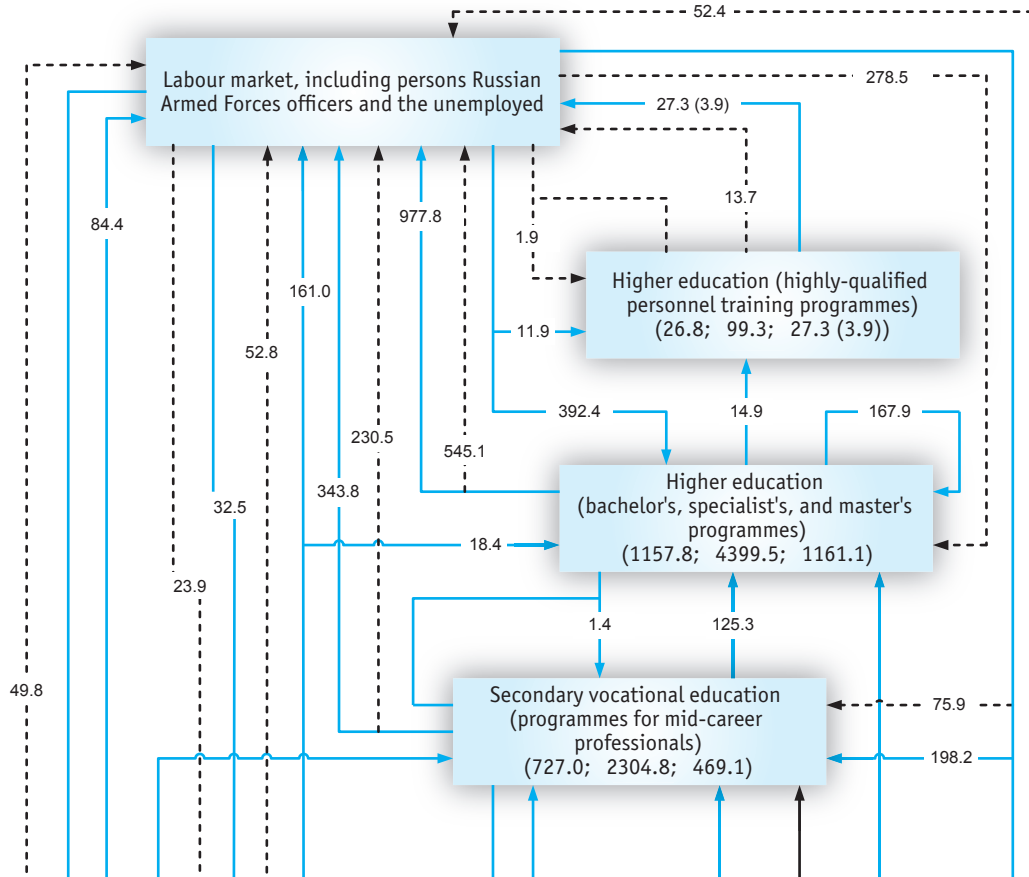 52.4
Labour market, including persons Russian
Armed Forces officers and the unemployed
278.5
27.3 (3.9)
84.4
977.8
13.7
1.9
161.0
Higher education (highly-qualified
personnel training programmes)
(26.8; 99.3; 27.3 (3.9))
11.9
52.8
392.4
14.9
167.9
230.5
545.1
343.8
32.5
Higher education
(bachelor's, specialist's, and master's
programmes)
(1157.8; 4399.5; 1161.1)
18.4
23.9
1.4
125.3
49.8
Secondary vocational education
(programmes for mid-career
professionals)
(727.0; 2304.8; 469.1)
75.9
198.2